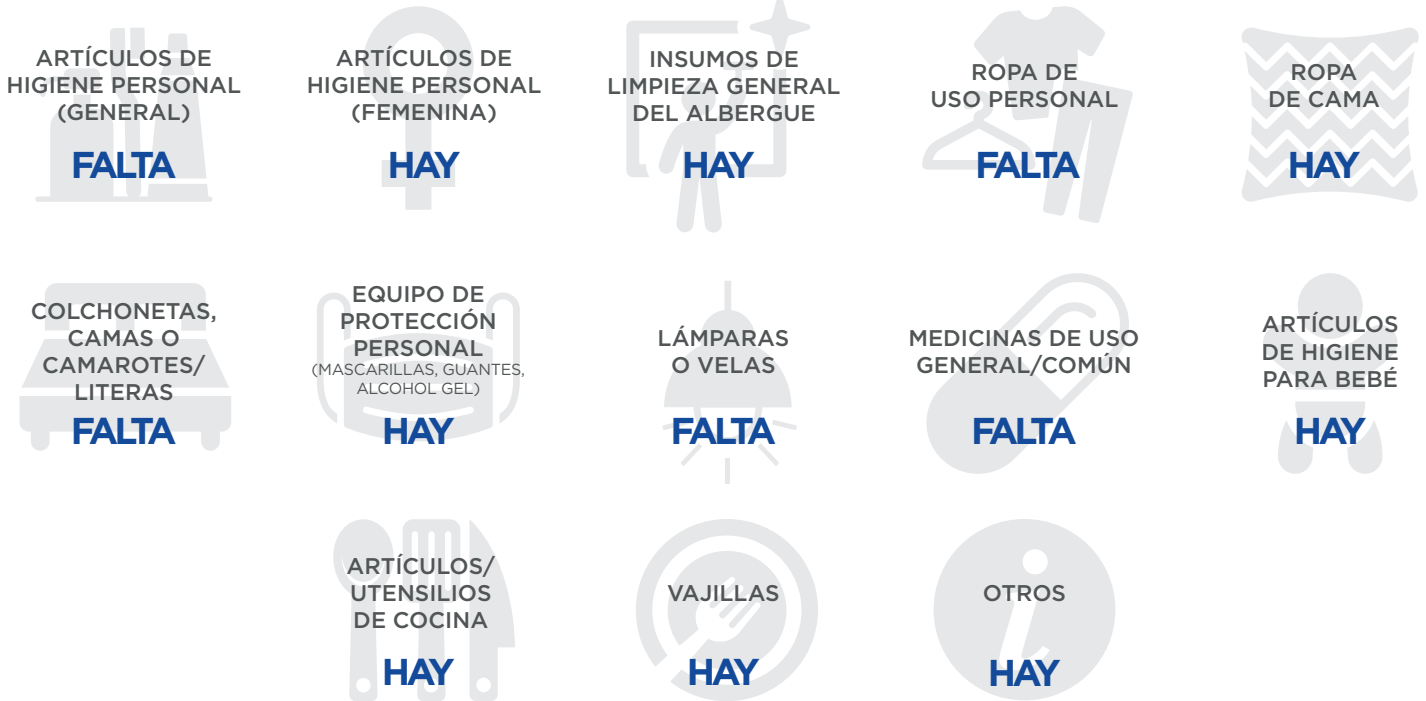 ARTÍCULOS DE
HIGIENE PERSONAL
(GENERAL)
FALTA
ARTÍCULOS DE
HIGIENE PERSONAL
(FEMENINA)
HAY
INSUMOS DE
LIMPIEZA GENERAL
DEL ALBERGUE
HAY
ROPA DE
USO PERSONAL
FALTA
ROPA
DE CAMA
HAY
COLCHONETAS,
CAMAS O
CAMAROTES/
LITERAS
FALTA
EQUIPO DE
PROTECCIÓN
PERSONAL
(MASCARILLAS, GUANTES,
ALCOHOL GEL)
HAY
LÁMPARAS
O VELAS
FALTA
MEDICINAS DE USO
GENERAL/COMÚN
FALTA
ARTÍCULOS
DE HIGIENE
PARA BEBÉ
HAY
ARTÍCULOS/
UTENSILIOS
DE COCINA
HAY
VAJILLAS
HAY
OTROS
HAY